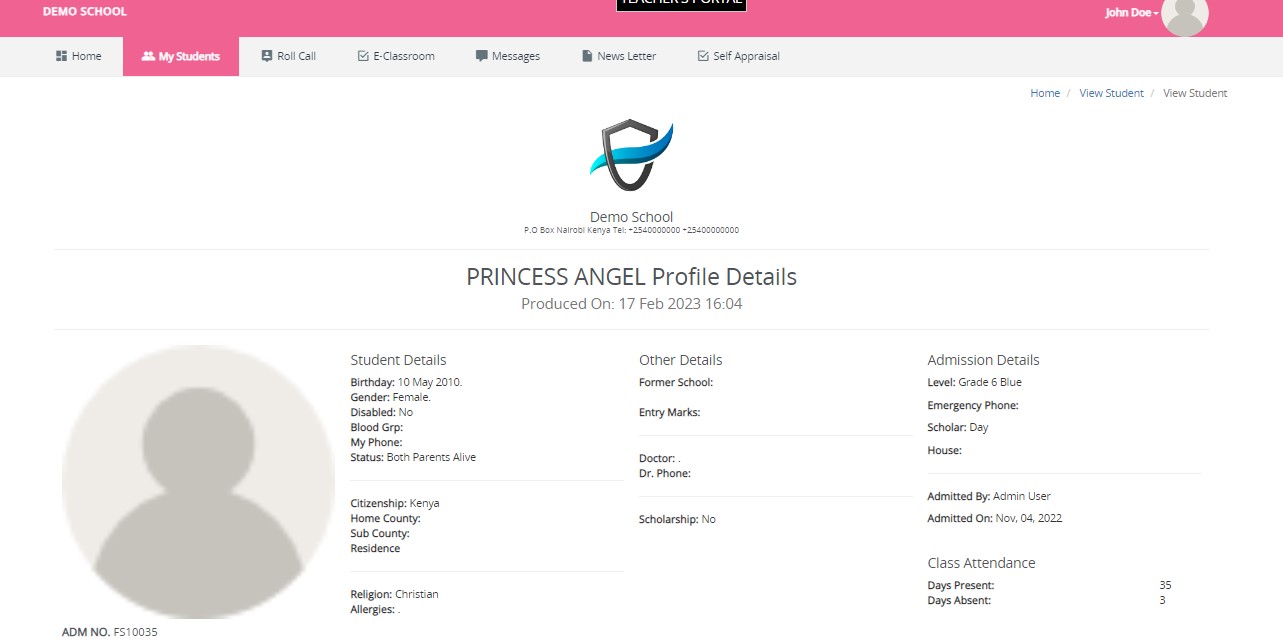 DEMO SCHOOL
TEACHER'S PORTAL
John Doe
Home
My Students
Roll Call
E-Classroom
Messages
News Letter
Self Appraisal
Home / View Student / View Student
Demo School
P.O Box Nairobi Kenya Tel: +2540000000 +25400000000
PRINCESS ANGEL Profile Details
Produced On: 17 Feb 2023 16:04
ADM NO. FS10035
Student Details
Birthday: 10 May 2010.
Gender: Female.
Disabled: No
Blood Grp:
My Phone:
Status: Both Parents Alive
Citizenship: Kenya
Home County:
Sub County:
Residence
Religion: Christian
Allergies: .
Other Details
Former School:
Entry Marks:
Doctor: .
Dr. Phone:
Scholarship: No
Admission Details
Level: Grade 6 Blue
Emergency Phone:
Scholar: Day
House:
Admitted By: Admin User
Admitted On: Nov, 04, 2022
Class Attendance
Days Present: 35
Days Absent: 3